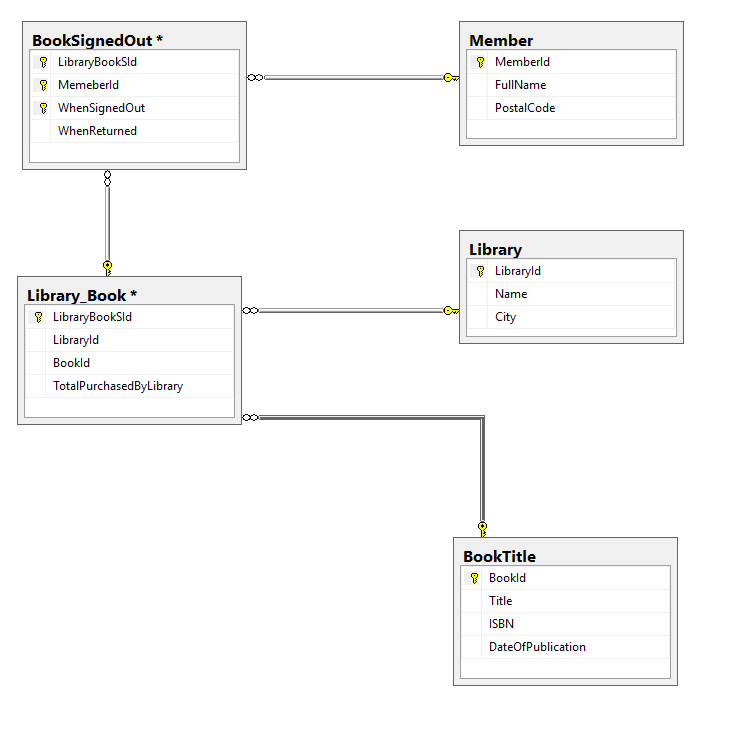 BookSignedOut *
LibraryBookSId
MemeberId
WhenSignedOut
WhenReturned
Member
MemberId
FullName
PostalCode
Library
LibraryId
Name
City
Library_Book *
LibraryBookSId
LibraryId
BookId
TotalPurchasedByLibrary
BookTitle
BookId
Title
ISBN
DateOfPublication